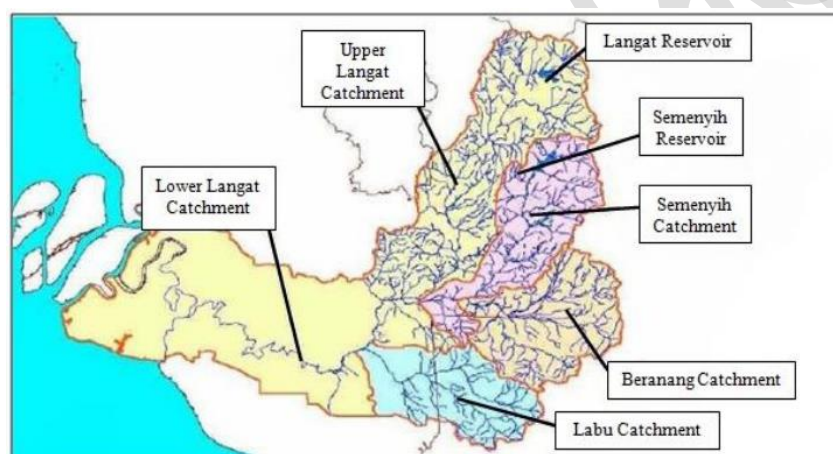 Upper
Langat
Catchment
Langat Reservoir
Semenyih
Reservoir
Lower Langat
Catchment
Semenyih
Catchment
Beranang Catchment
Labu Catchment